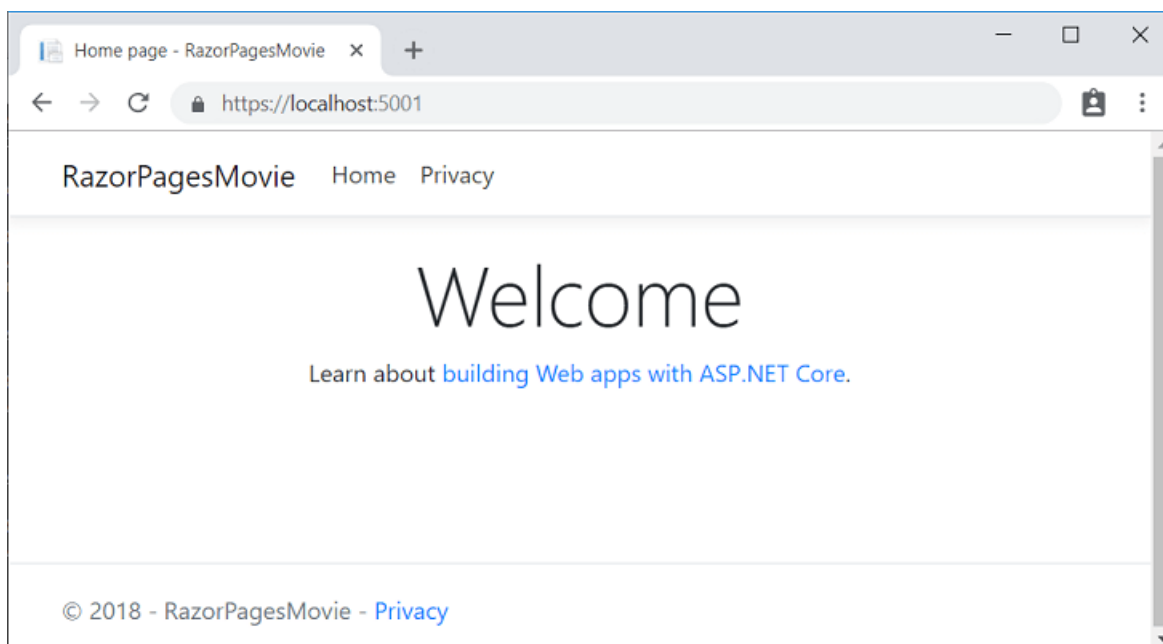 Home page - RazorPagesMovie
https://localhost:5001
RazorPagesMovie Home Privacy
Welcome
Learn about building Web apps with ASP.NET Core.
© 2018 - RazorPagesMovie - Privacy